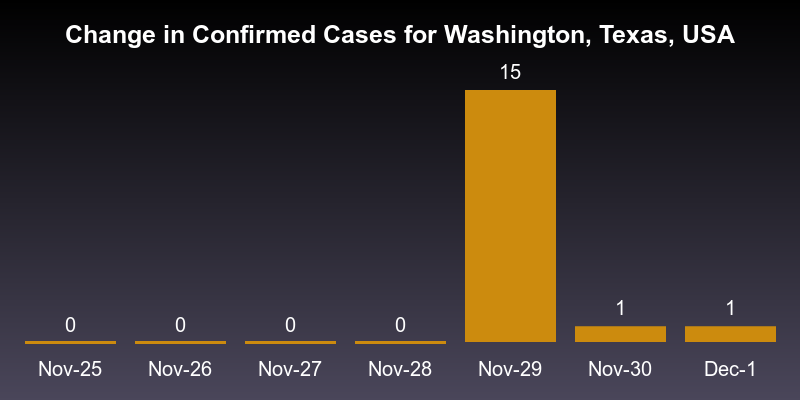 Change in Confirmed Cases for Washington, Texas, USA
15
0 0 0 0 1 1
Nov-25 Nov-26 Nov-27 Nov-28 Nov-29 Nov-30 Dec-1